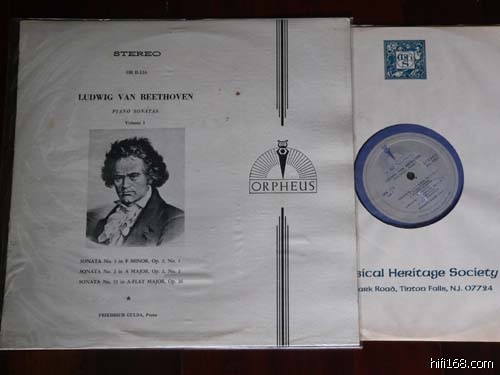 STEREO
OR B-116
LUDWIG VAN BEETHOVEN
PIANO SONATAS
Volume 1
ORPHEUS
SONATA No. 1 in F MINOR, Op. 2, No. 1
SONATA No. 2 in A MAJOR, Op. 2, No. 2
SONATA No. 12 in A-FLAT MAJOR, Op. 26
FRIEDRICH GULDA, Piano
sical Heritage Society
ark Road, Tinton Falls, N.J. 07724
hifi168.com